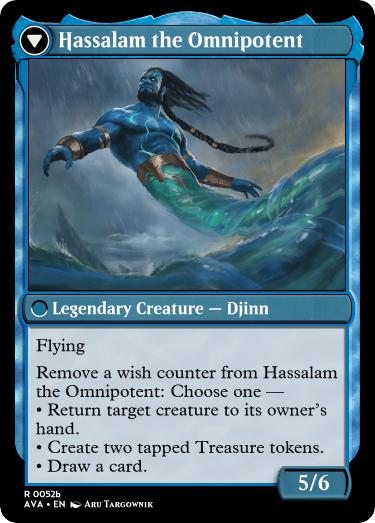 Hassalam the Omnipotent
Legendary Creature — Djinn
Flying
Remove a wish counter from Hassalam
the Omnipotent: Choose one —
• Return target creature to its owner's
hand.
• Create two tapped Treasure tokens.
• Draw a card.
5/6
R 0052b
AVA • EN Aru Targownik